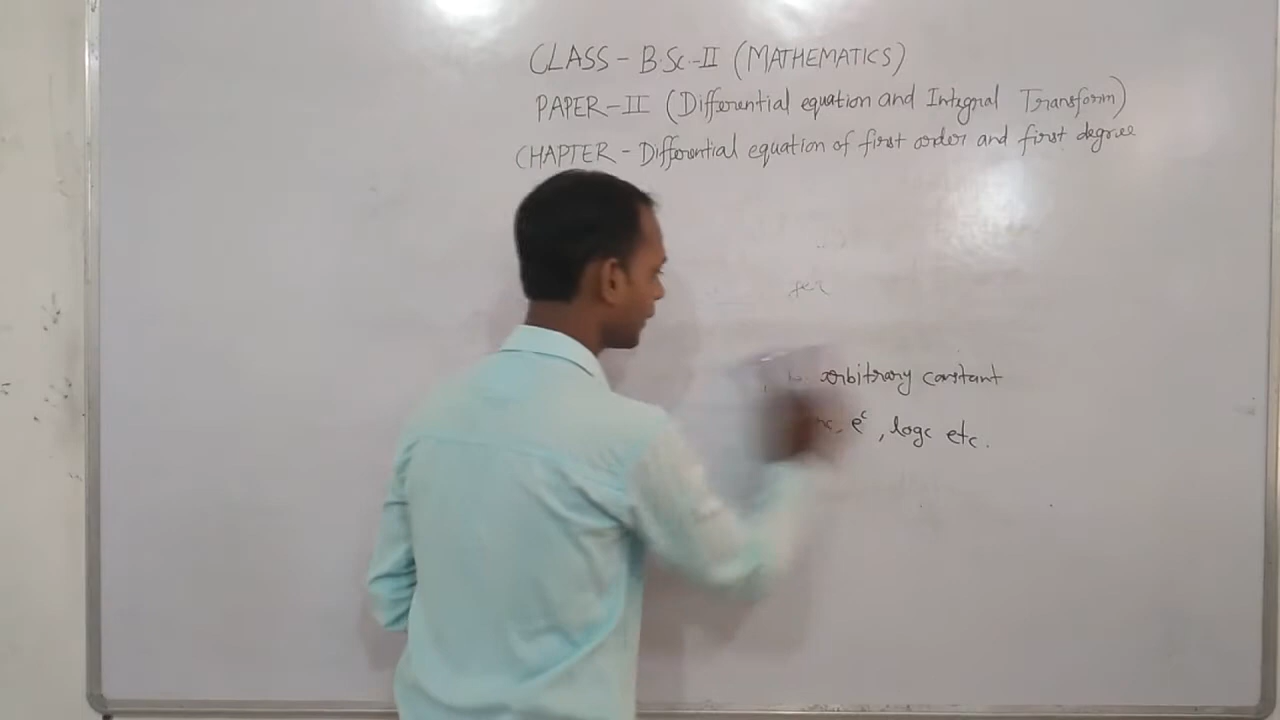 CLASS - B.Sc.-II (MATHEMATICS)
PAPER-II (Differential equation and Integral Transform)
CHAPTER - Differential equation of first order and first degree
arbitrary constant
e^c, logc etc.